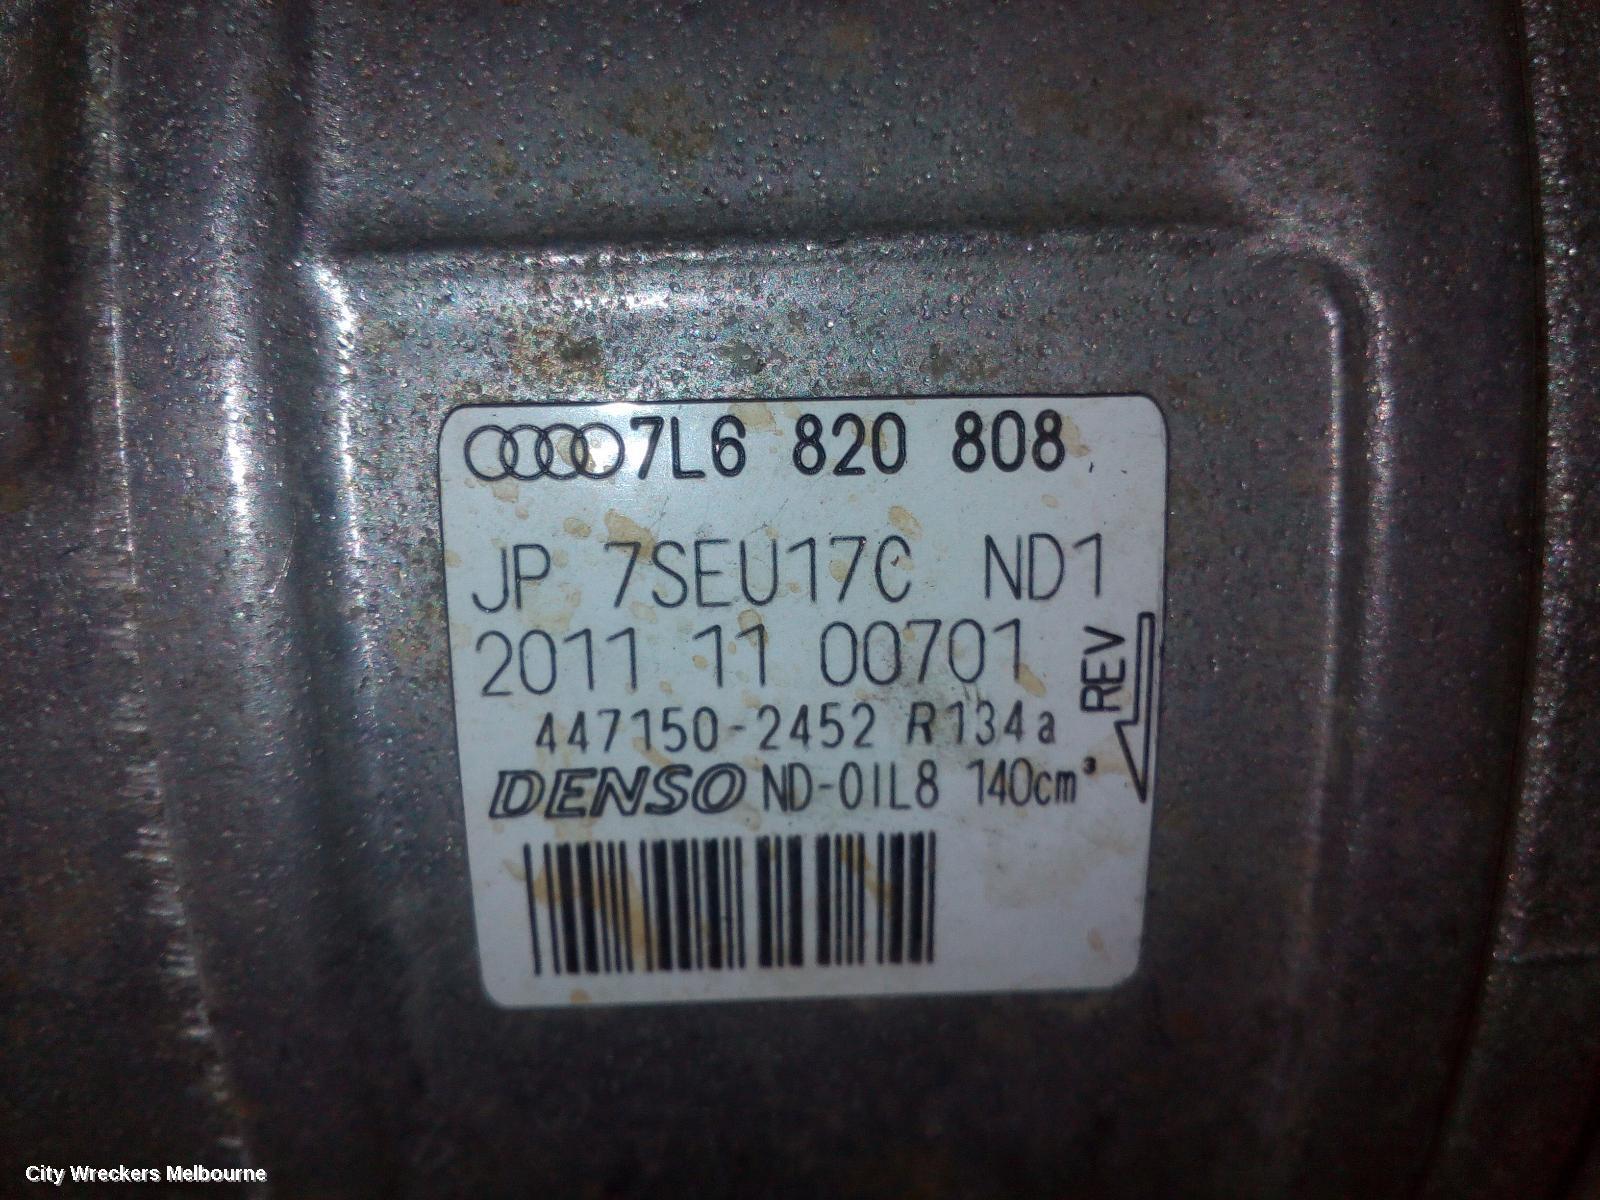 7L6 820 808
JP 7SEU17C ND1
2011 11 00701
447150-2452 R134a
REV
DENSO ND-OIL8 140cm³
City Wreckers Melbourne